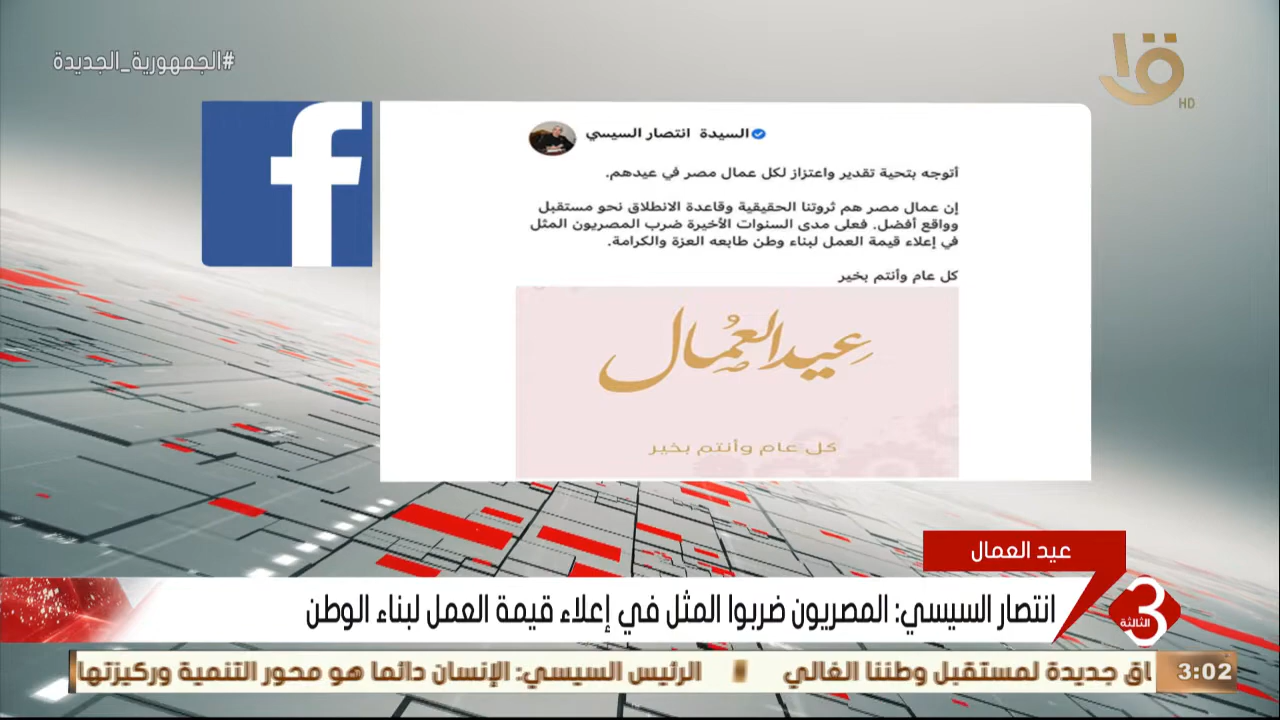 #الجمهورية_الجديدة
HD
السيدة انتصار السيسي
أتوجه بتحية تقدير واعتزاز لكل عمال مصر في عيدهم.
إن عمال مصر هم ثروتنا الحقيقية وقاعدة الانطلاق نحو مستقبل
وواقع أفضل. فعلى مدى السنوات الأخيرة ضرب المصريون المثل
في إعلاء قيمة العمل لبناء وطن طابعه العزة والكرامة.
كل عام وأنتم بخير
عيد العمال
كل عام وأنتم بخير
عيد العمال
انتصار السيسي: المصريون ضربوا المثل في إعلاء قيمة العمل لبناء الوطن
3
الثالثة
3:02
اق جديدة لمستقبل وطننا الغالي
الرئيس السيسي: الإنسان دائما هو محور التنمية وركيزتها